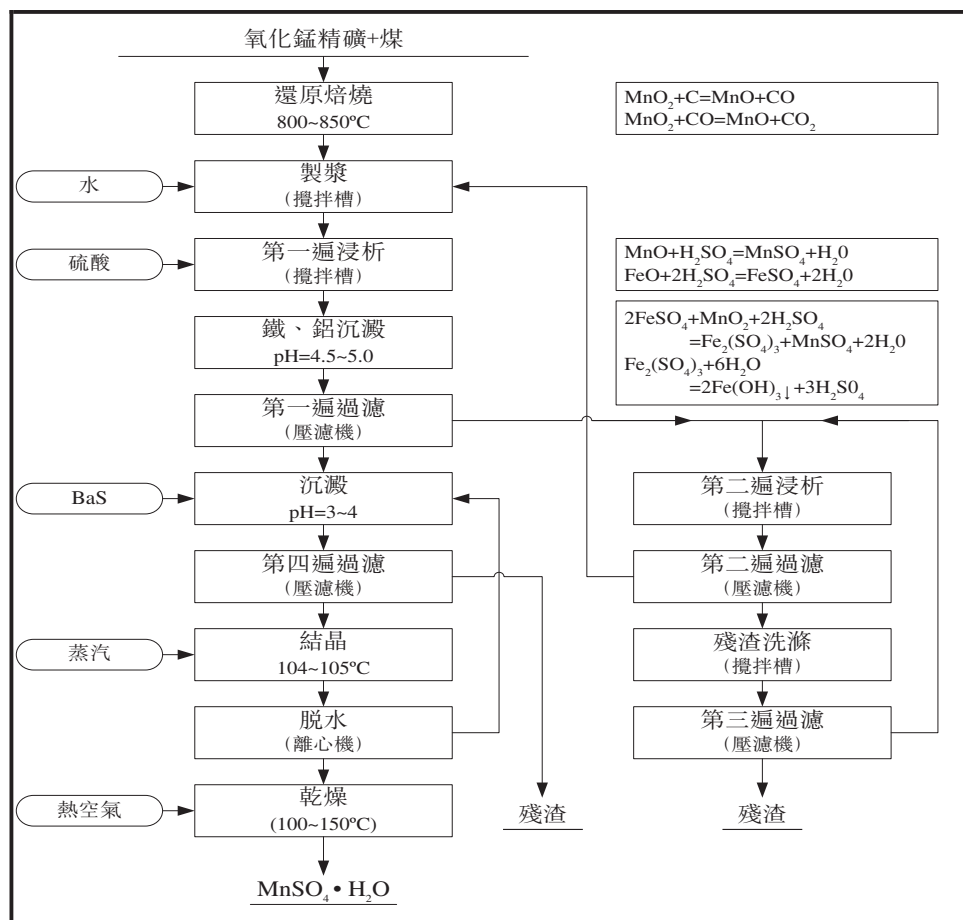 氧化錳精礦+煤
還原焙燒
800~850ºC
MnO₂+C=MnO+CO
MnO₂+CO=MnO+CO₂
水
製漿
(攪拌槽)
硫酸
第一遍浸析
(攪拌槽)
MnO+H₂SO₄=MnSO₄+H₂0
FeO+2H₂SO₄=FeSO₄+2H₂0
鐵、鋁沉澱
pH=4.5~5.0
2FeSO₄+MnO₂+2H₂SO₄
=Fe₂(SO₄)₃+MnSO₄+2H₂0
Fe₂(SO₄)₃+6H₂O
=2Fe(OH)₃↓+3H₂S0₄
第一遍過濾
(壓濾機)
BaS
沉澱
pH=3~4
第二遍浸析
(攪拌槽)
第四遍過濾
(壓濾機)
第二遍過濾
(壓濾機)
蒸汽
結晶
104~105ºC
殘渣洗滌
(攪拌槽)
脫水
(離心機)
第三遍過濾
(壓濾機)
熱空氣
乾燥
(100~150ºC)
殘渣
殘渣
MnSO₄•H₂O